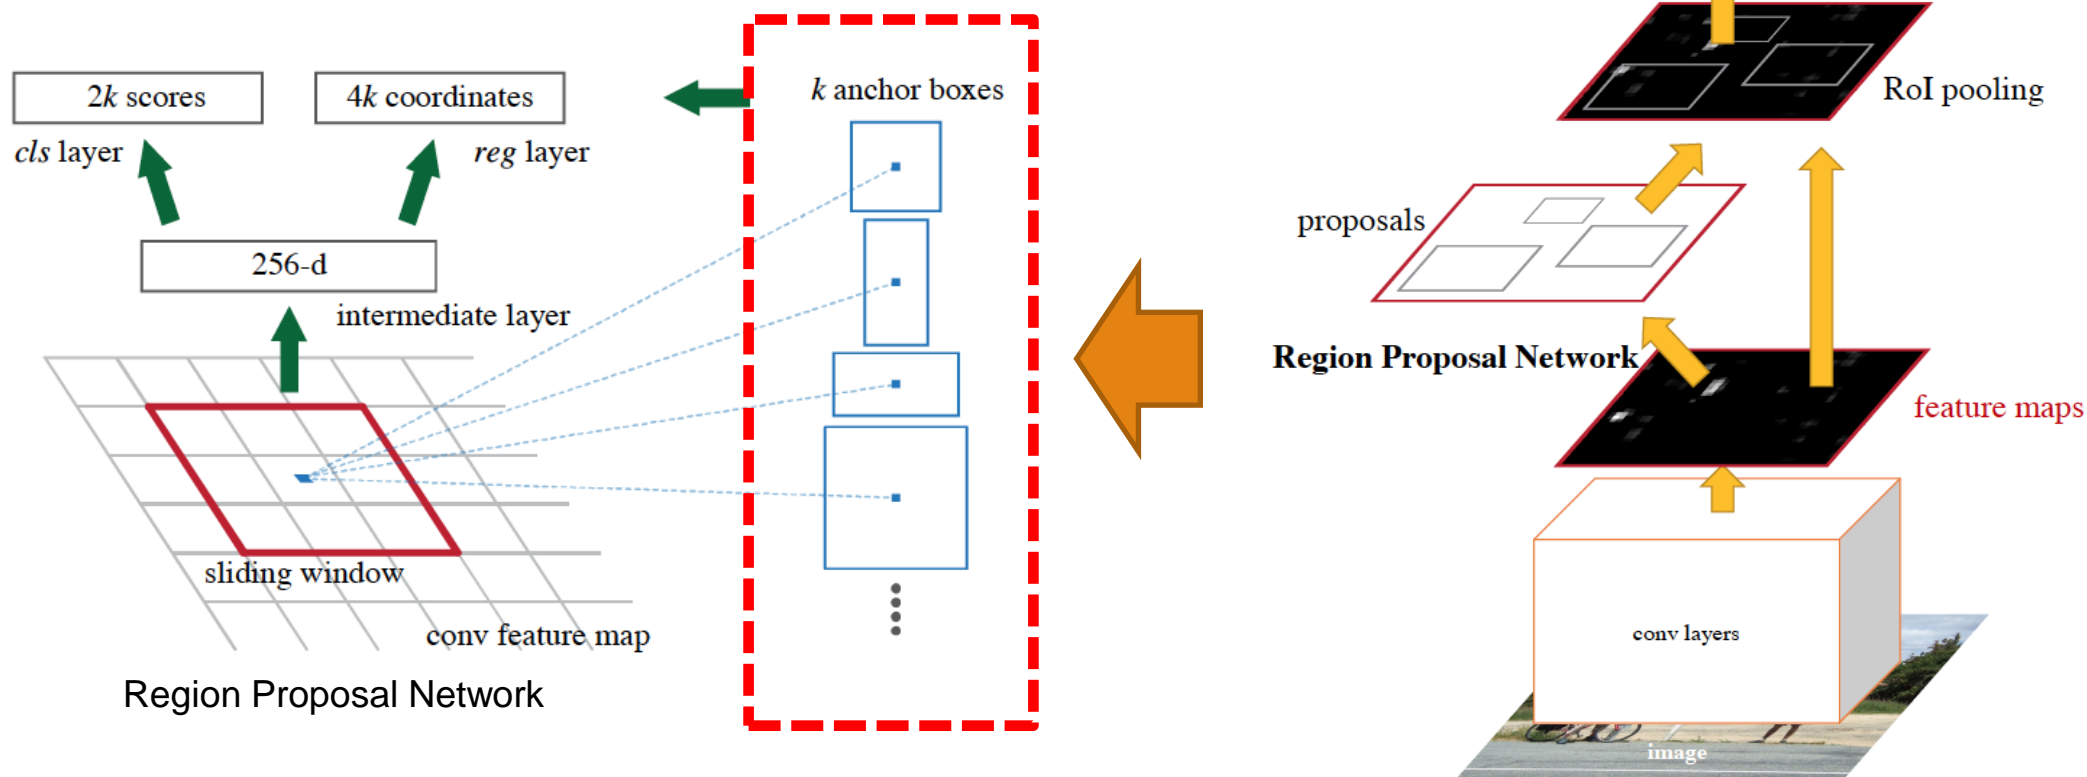 2k scores
4k coordinates
cls layer
reg layer
256-d
intermediate layer
sliding window
conv feature map
Region Proposal Network
k anchor boxes
RoI pooling
proposals
Region Proposal Network
feature maps
conv layers
image